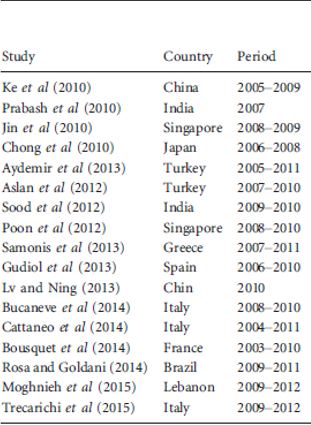 Study Country Period
Ke et al (2010) China 2005–2009
Prabash et al (2010) India 2007
Jin et al (2010) Singapore 2008–2009
Chong et al (2010) Japan 2006–2008
Aydemir et al (2013) Turkey 2005–2011
Aslan et al (2012) Turkey 2007–2010
Sood et al (2012) India 2009–2010
Poon et al (2012) Singapore 2008–2010
Samonis et al (2013) Greece 2007–2011
Gudiol et al (2013) Spain 2006–2010
Lv and Ning (2013) Chin 2010
Bucaneve et al (2014) Italy 2008–2010
Cattaneo et al (2014) Italy 2004–2011
Bousquet et al (2014) France 2003–2010
Rosa and Goldani (2014) Brazil 2009–2011
Moghnieh et al (2015) Lebanon 2009–2012
Trecarichi et al (2015) Italy 2009–2012